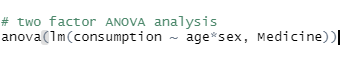 # two factor ANOVA analysis
anova(lm(consumption ~ age*sex, Medicine))